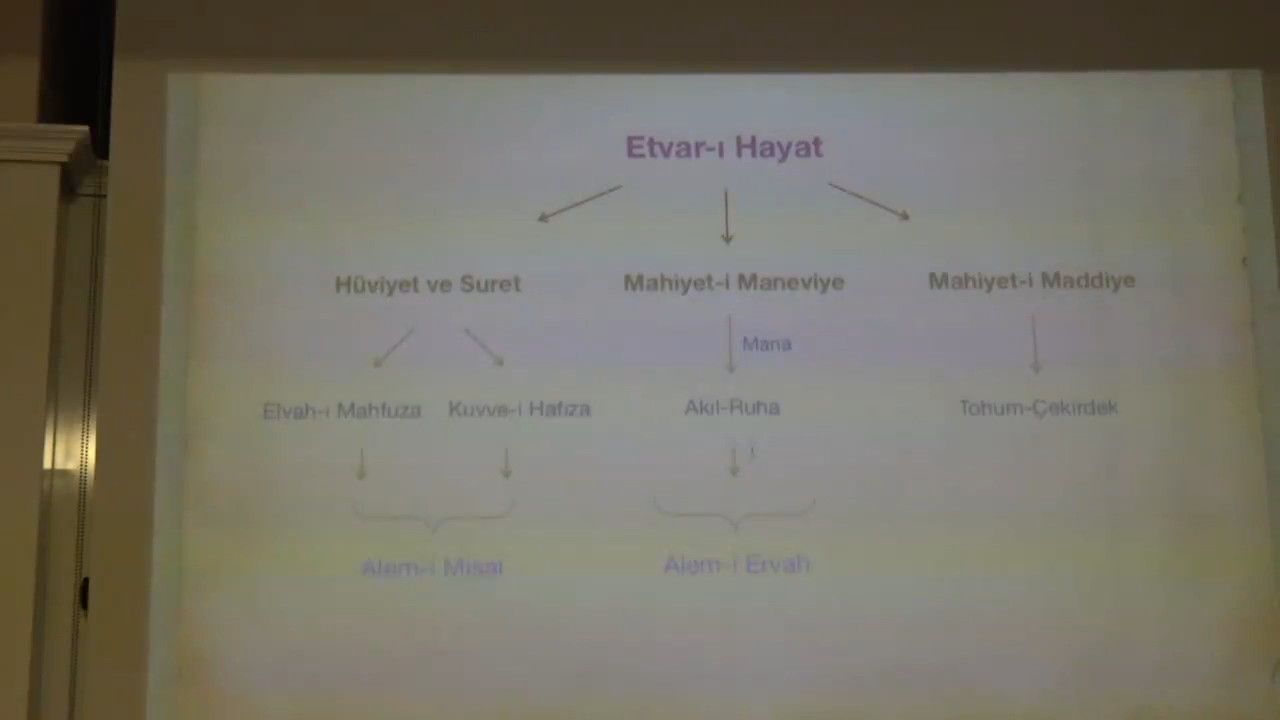 Etvar-ı Hayat
Hüviyet ve Suret
Mahiyet-i Maneviye
Mahiyet-i Maddiye
Mana
Elvah-ı Mahfuza
Kuvve-i Hafıza
Akıl-Ruha
Tohum-Çekirdek
Alem-i Misal
Alem-i Ervah